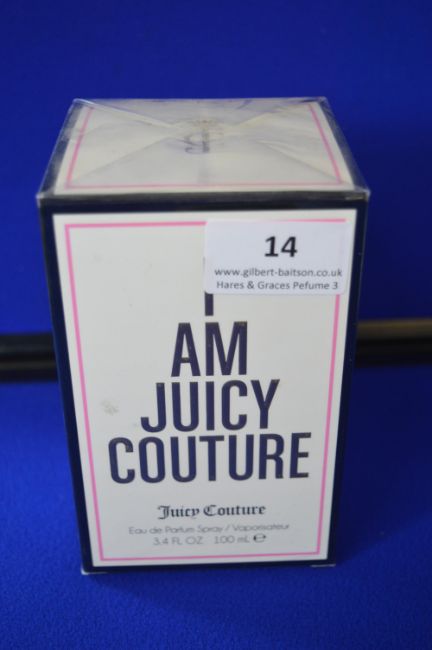 14
www.gilbert-baitson.co.uk
Hares & Graces Pefume 3
I
AM
JUICY
COUTURE
Juicy Couture
Eau de Parfum Spray / Vaporisateur
3.4 FL OZ 100 mL ℮